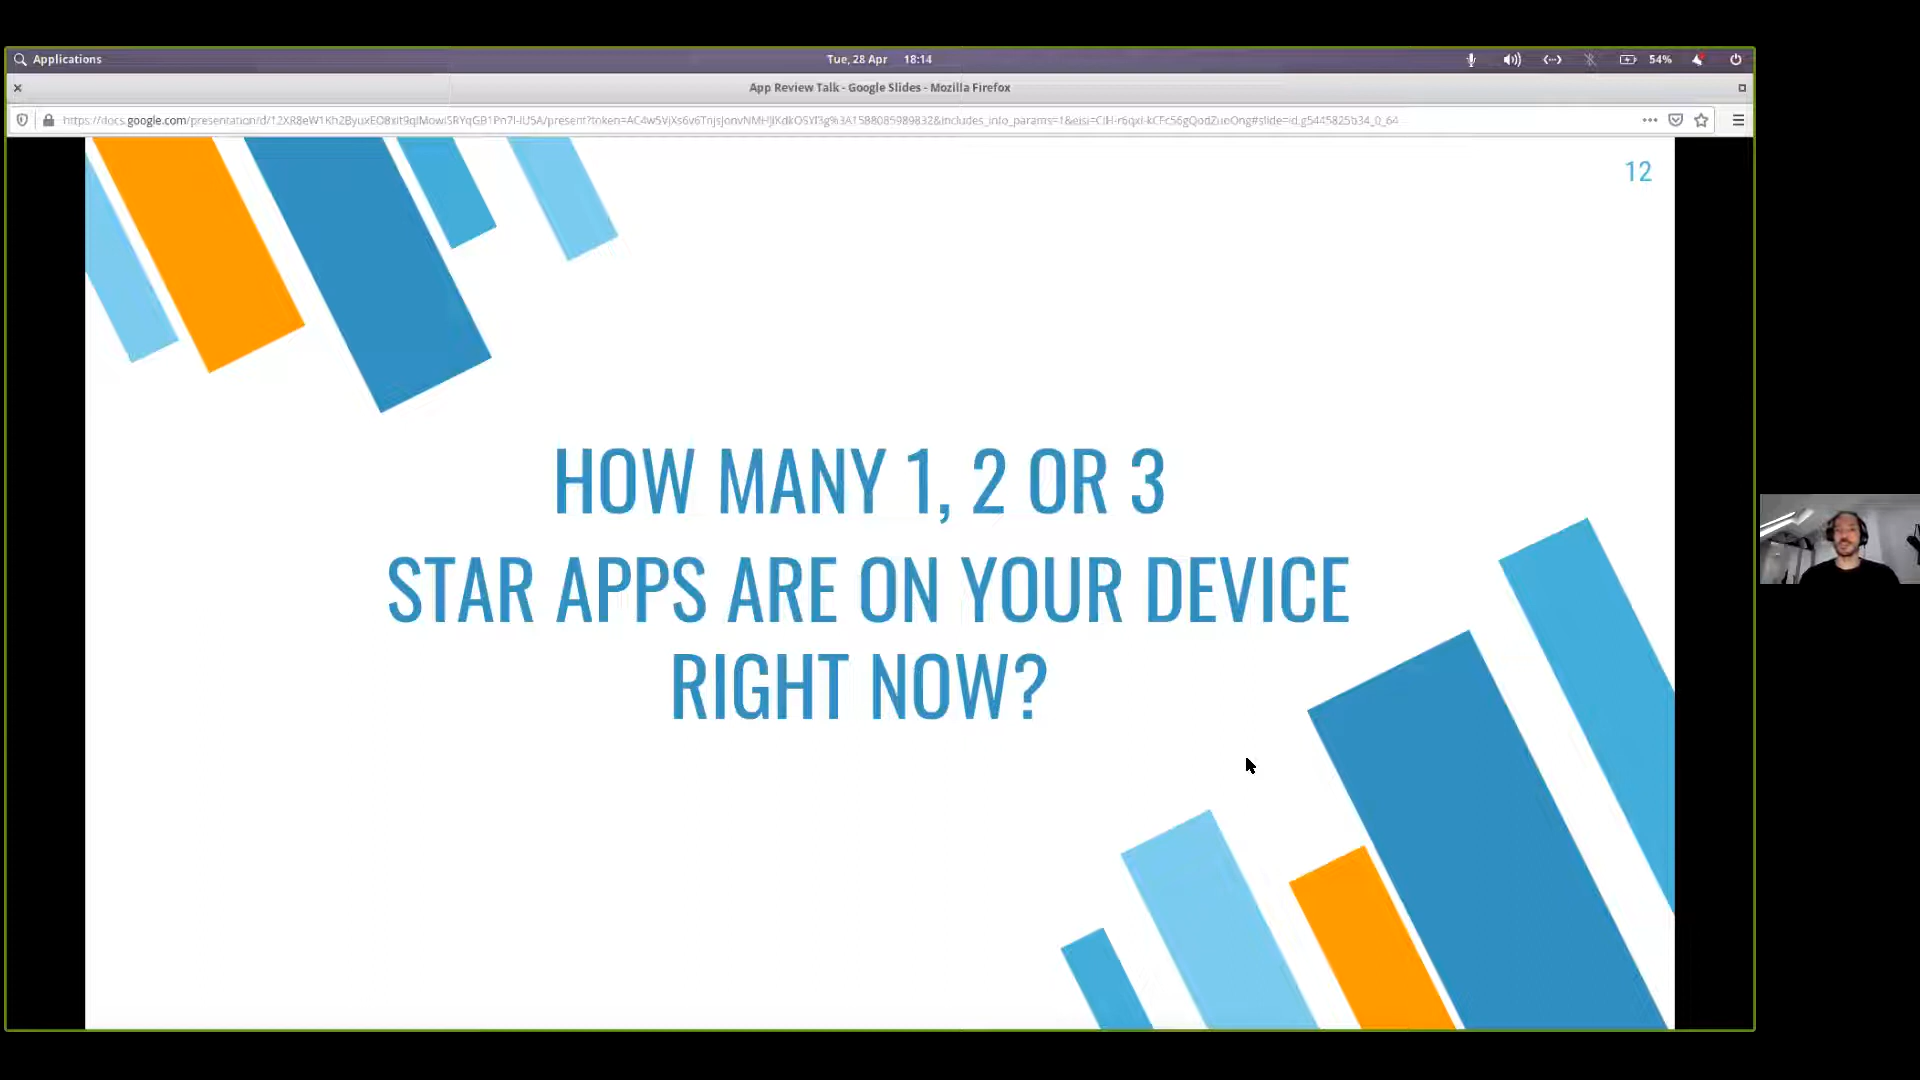 Applications
Tue, 28 Apr 18:14
54%
App Review Talk - Google Slides - Mozilla Firefox
12
HOW MANY 1, 2 OR 3
STAR APPS ARE ON YOUR DEVICE
RIGHT NOW?